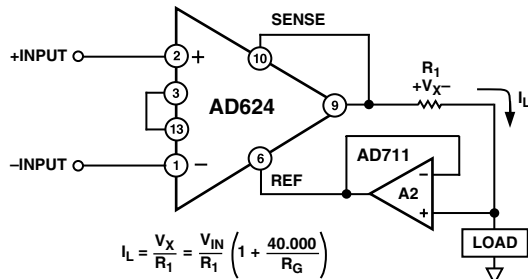 SENSE
+INPUT
2
+
10
3
AD624
9
R1
+VX–
IL
13
–INPUT
1
–
6
REF
AD711
–
A2
+
LOAD
IL = VX/R1 = VIN/R1 (1 + 40.000/RG)